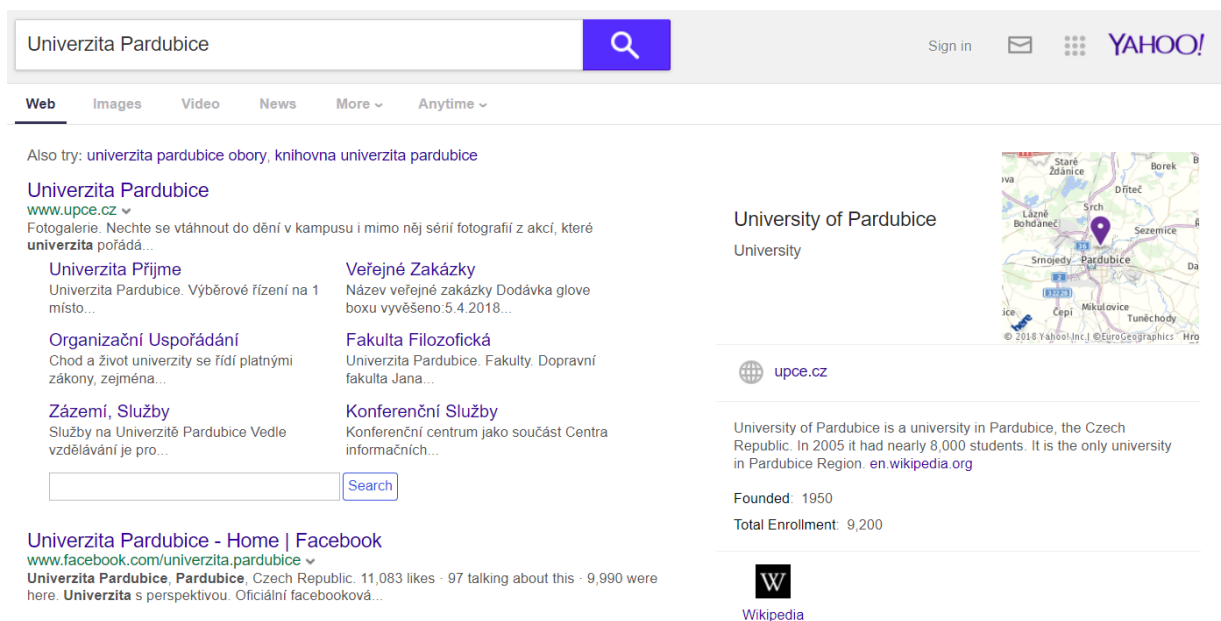 Univerzita Pardubice
Sign in
YAHOO!
Web
Images
Video
News
More
Anytime
Also try: univerzita pardubice obory, knihovna univerzita pardubice
Univerzita Pardubice
www.upce.cz
Fotogalerie. Nechte se vtáhnout do dění v kampusu i mimo něj sérií fotografií z akcí, které
univerzita pořádá...
Univerzita Přijme
Univerzita Pardubice. Výběrové řízení na 1
místo...
Veřejné Zakázky
Název veřejné zakázky Dodávka glove
boxu vyvěšeno:5.4.2018...
Organizační Uspořádání
Chod a život univerzity se řídí platnými
zákony, zejména...
Fakulta Filozofická
Univerzita Pardubice. Fakulty. Dopravní
fakulta Jana...
Zázemí, Služby
Služby na Univerzitě Pardubice Vedle
vzdělávání je pro...
Konferenční Služby
Konferenční centrum jako součást Centra
informačních...
Search
Univerzita Pardubice - Home | Facebook
www.facebook.com/univerzita.pardubice
Univerzita Pardubice, Pardubice, Czech Republic. 11,083 likes · 97 talking about this · 9,990 were
here. Univerzita s perspektivou. Oficiální facebooková...
University of Pardubice
University
Staré
Ždánice
Borek
Dříteč
Srch
Lázně
Bohdaneč
Sezemice
36
Srnojedy
Pardubice
2
Mikulovice
Čepí
Tuněchody
here
© 2018 Yahoo! Inc.| ©EuroGeographics
upce.cz
University of Pardubice is a university in Pardubice, the Czech
Republic. In 2005 it had nearly 8,000 students. It is the only university
in Pardubice Region. en.wikipedia.org
Founded: 1950
Total Enrollment: 9,200
W
Wikipedia